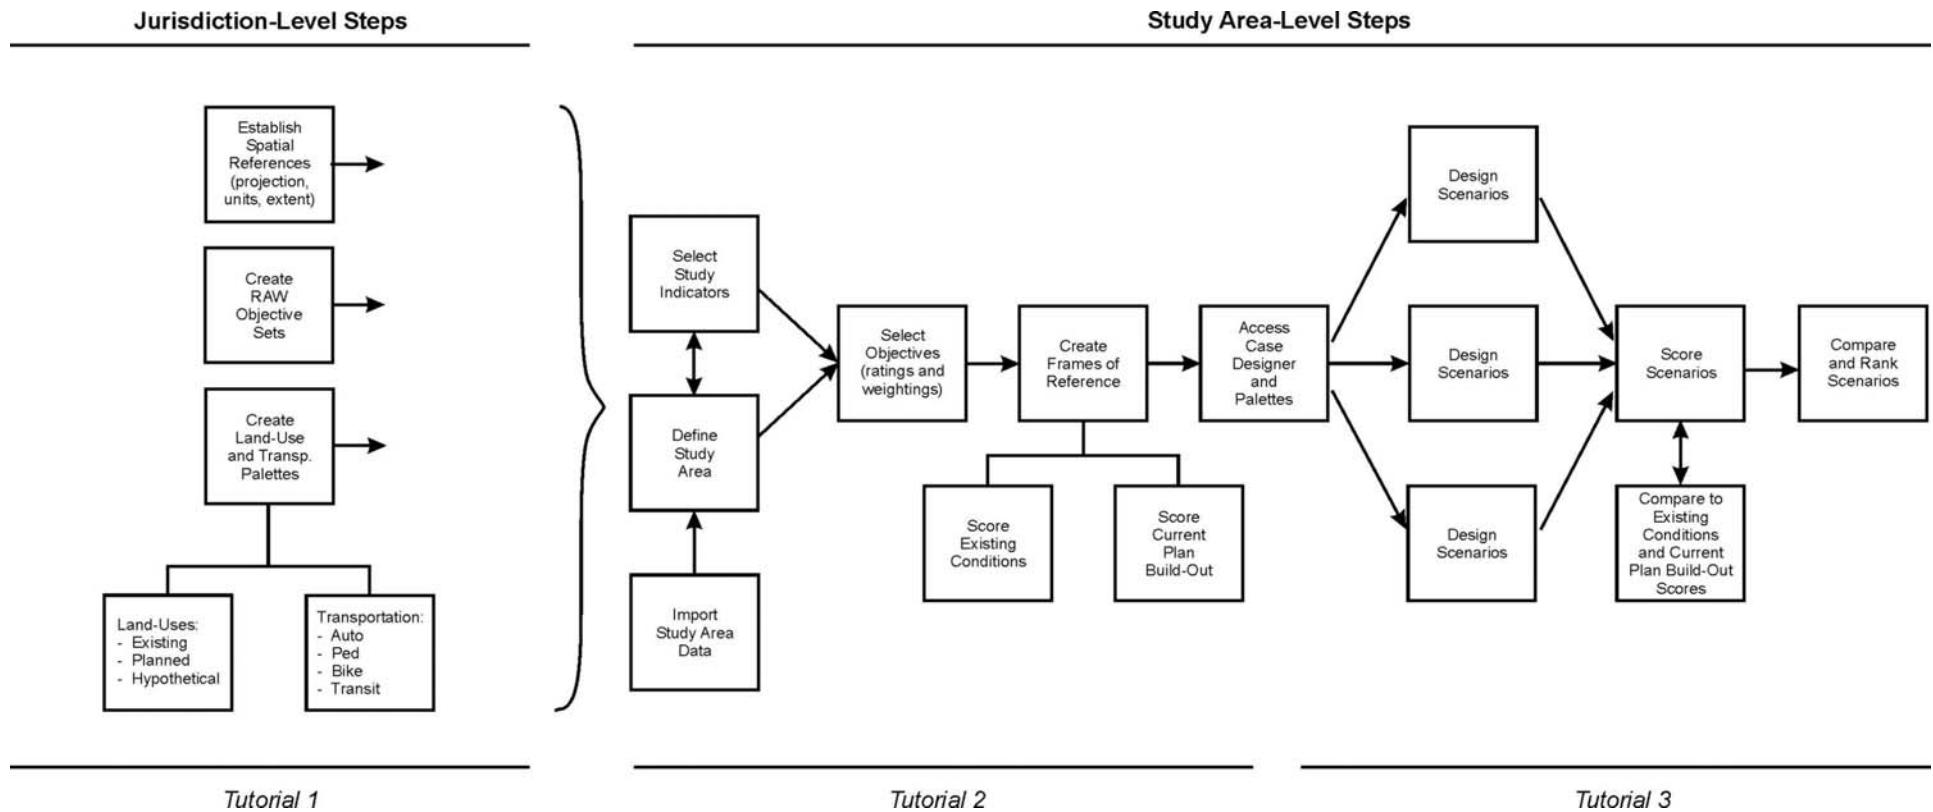 Jurisdiction-Level Steps
Study Area-Level Steps
Establish
Spatial
References
(projection,
units, extent)
Create
RAW
Objective
Sets
Create
Land-Use
and Transp.
Palettes
Land-Uses:
- Existing
- Planned
- Hypothetical
Transportation:
- Auto
- Ped
- Bike
- Transit
Select
Study
Indicators
Define
Study
Area
Import
Study Area
Data
Select
Objectives
(ratings and
weightings)
Create
Frames of
Reference
Score
Existing
Conditions
Score
Current
Plan
Build-Out
Access
Case
Designer
and
Palettes
Design
Scenarios
Design
Scenarios
Design
Scenarios
Score
Scenarios
Compare to
Existing
Conditions
and Current
Plan Build-Out
Scores
Compare
and Rank
Scenarios
Tutorial 1
Tutorial 2
Tutorial 3